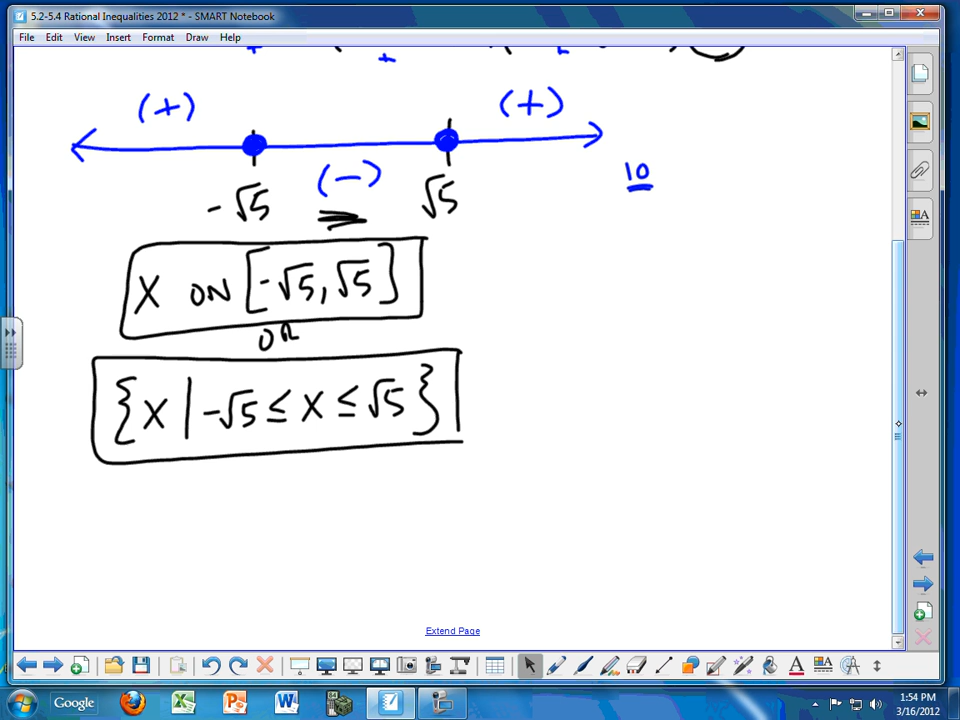 5.2-5.4 Rational Inequalities 2012 * - SMART Notebook
File Edit View Insert Format Draw Help
(+) (+)
(-)
-√5 √5
10
X ON [-√5, √5]
OR
{X | -√5 ≤ X ≤ √5}
Extend Page
Google
1:54 PM
3/16/2012